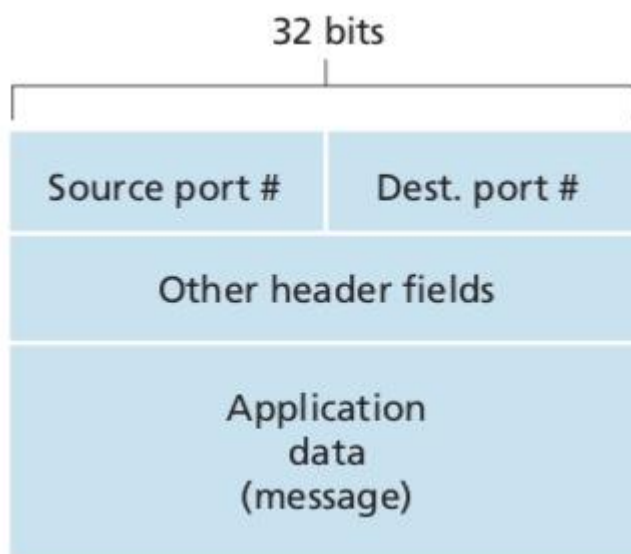 32 bits
Source port #
Dest. port #
Other header fields
Application
data
(message)